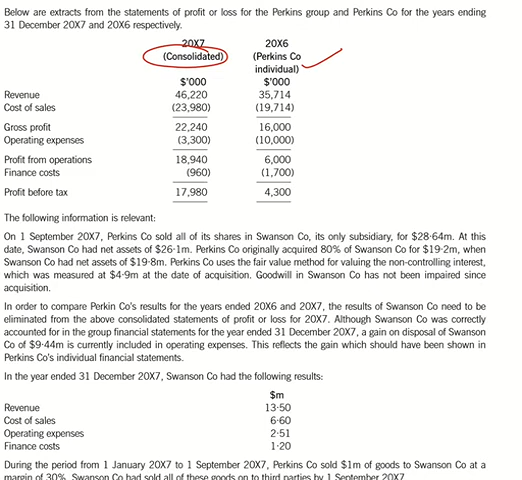 Below are extracts from the statements of profit or loss for the Perkins group and Perkins Co for the years ending
31 December 20X7 and 20X6 respectively.
20X7 20X6
(Consolidated) (Perkins Co
individual)
$'000 $'000
Revenue 46,220 35,714
Cost of sales (23,980) (19,714)
Gross profit 22,240 16,000
Operating expenses (3,300) (10,000)
Profit from operations 18,940 6,000
Finance costs (960) (1,700)
Profit before tax 17,980 4,300
The following information is relevant:
On 1 September 20X7, Perkins Co sold all of its shares in Swanson Co, its only subsidiary, for $28·64m. At this
date, Swanson Co had net assets of $26·1m. Perkins Co originally acquired 80% of Swanson Co for $19·2m, when
Swanson Co had net assets of $19·8m. Perkins Co uses the fair value method for valuing the non-controlling interest,
which was measured at $4·9m at the date of acquisition. Goodwill in Swanson Co has not been impaired since
acquisition.
In order to compare Perkin Co's results for the years ended 20X6 and 20X7, the results of Swanson Co need to be
eliminated from the above consolidated statements of profit or loss for 20X7. Although Swanson Co was correctly
accounted for in the group financial statements for the year ended 31 December 20X7, a gain on disposal of Swanson
Co of $9·44m is currently included in operating expenses. This reflects the gain which should have been shown in
Perkins Co's individual financial statements.
In the year ended 31 December 20X7, Swanson Co had the following results:
$m
Revenue 13·50
Cost of sales 6·60
Operating expenses 2·51
Finance costs 1·20
During the period from 1 January 20X7 to 1 September 20X7, Perkins Co sold $1m of goods to Swanson Co at a
margin of 30%. Swanson Co had sold all of these goods on to third parties by 1 September 20X7.